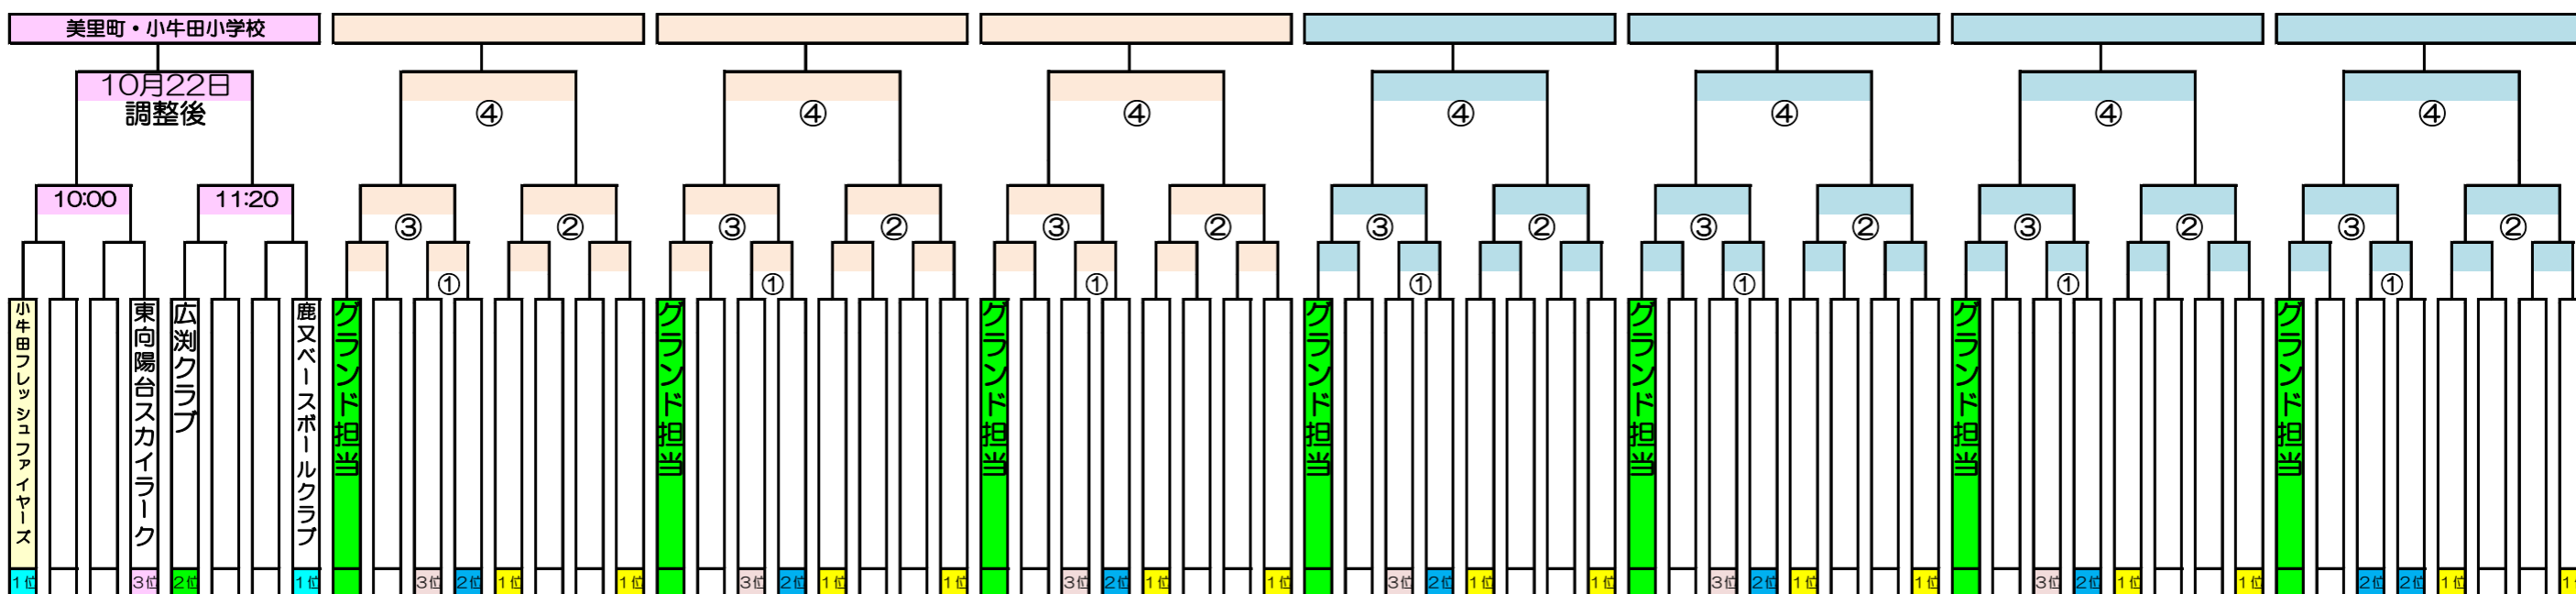 美里町・小牛田小学校
10月22日
調整後
④ ④ ④ ④ ④ ④ ④
10:00 11:20
③ ② ③ ② ③ ② ③ ② ③ ② ③ ② ③ ②
① ① ① ① ① ① ①
小牛田フレッシュファイヤーズ
東向陽台スカイラーク
広渕クラブ
鹿又ベースボールクラブ
グランド担当
グランド担当
グランド担当
グランド担当
グランド担当
グランド担当
グランド担当
1位 3位 2位 1位 3位 2位 1位 1位 3位 2位 1位 1位 3位 2位 1位 1位 3位 2位 1位 1位 3位 2位 1位 1位 3位 2位 1位 1位 2位 2位 1位